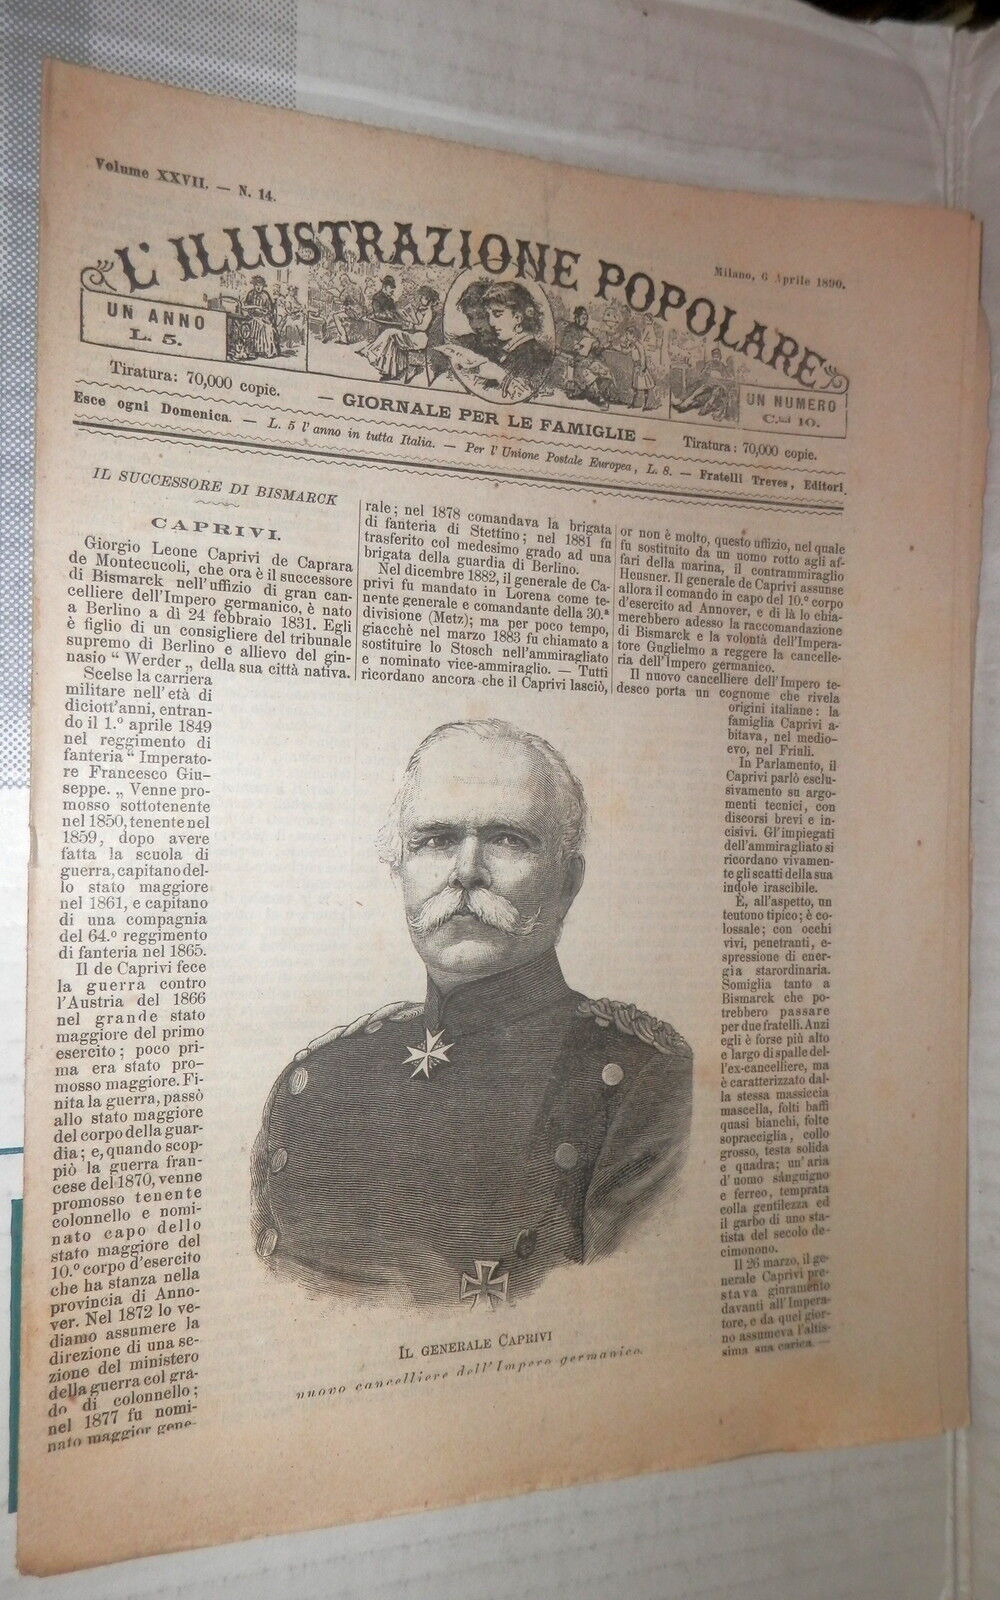 Volume XXVII. — N. 14.
Milano, 6 Aprile 1890.
L'ILLUSTRAZIONE POPOLARE
UN ANNO
L. 5.
UN NUMERO
C.mi 10.
Tiratura: 70,000 copie.
— GIORNALE PER LE FAMIGLIE —
Tiratura: 70,000 copie.
Esce ogni Domenica. — L. 5 l'anno in tutta Italia. — Per l'Unione Postale Europea, L. 8. — Fratelli Treves, Editori.
IL SUCCESSORE DI BISMARCK
CAPRIVI.
Giorgio Leone Caprivi de Caprara
de Montecucoli, che ora è il successore
di Bismarck nell'uffizio di gran can-
celliere dell'Impero germanico, è nato
a Berlino a dì 24 febbraio 1831. Egli
è figlio di un consigliere del tribunale
supremo di Berlino e allievo del gin-
nasio " Werder „ della sua città nativa.
Scelse la carriera
militare nell'età di
diciott'anni, entran-
do il 1.º aprile 1849
nel reggimento di
fanteria " Imperato-
re Francesco Giu-
seppe. „ Venne pro-
mosso sottotenente
nel 1850, tenente nel
1859, dopo avere
fatta la scuola di
guerra, capitano del-
lo stato maggiore
nel 1861, e capitano
di una compagnia
del 64.º reggimento
di fanteria nel 1865.
Il de Caprivi fece
la guerra contro
l'Austria del 1866
nel grande stato
maggiore del primo
esercito; poco pri-
ma era stato pro-
mosso maggiore. Fi-
nita la guerra, passò
allo stato maggiore
del corpo della guar-
dia; e, quando scop-
piò la guerra fran-
cese del 1870, venne
promosso tenente
colonnello e nomi-
nato capo dello
stato maggiore del
10.º corpo d'esercito
che ha stanza nella
provincia di Anno-
ver. Nel 1872 lo ve-
diamo assumere la
direzione di una se-
zione del ministero
della guerra col gra-
do di colonnello;
nel 1877 fu nomi-
nato maggior gene-
rale; nel 1878 comandava la brigata
di fanteria di Stettino; nel 1881 fu
trasferito col medesimo grado ad una
brigata della guardia di Berlino.
Nel dicembre 1882, il generale de Ca-
privi fu mandato in Lorena come te-
nente generale e comandante della 30.ª
divisione (Metz); ma per poco tempo,
giacchè nel marzo 1883 fu chiamato a
sostituire lo Stosch nell'ammiragliato
e nominato vice-ammiraglio. — Tutti
ricordano ancora che il Caprivi lasciò,
or non è molto, questo uffizio, nel quale
fu sostituito da un uomo rotto agli af-
fari della marina, il contrammiraglio
Heusner. Il generale de Caprivi assunse
allora il comando in capo del 10.º corpo
d'esercito ad Annover, e di là lo chia-
merebbero adesso la raccomandazione
di Bismarck e la volontà dell'Impera-
tore Guglielmo a reggere la cancelle-
ria dell'Impero germanico.
Il nuovo cancelliere dell'Impero te-
desco porta un cognome che rivela
origini italiane: la
famiglia Caprivi a-
bitava, nel medio-
evo, nel Friuli.
In Parlamento, il
Caprivi parlò esclu-
sivamente su argo-
menti tecnici, con
discorsi brevi e in-
cisivi. Gl'impiegati
dell'ammiragliato si
ricordano vivamen-
te gli scatti della sua
indole irascibile.
È, all'aspetto, un
teutono tipico; è co-
lossale; con occhi
vivi, penetranti, e-
spressione di ener-
gia starordinaria.
Somiglia tanto a
Bismarck che po-
trebbero passare
per due fratelli. Anzi
egli è forse più alto
e largo di spalle del-
l'ex-cancelliere, ma
è caratterizzato dal-
la stessa massiccia
mascella, folti baffi
quasi bianchi, folte
sopracciglia, collo
grosso, testa solida
e quadra; un'aria
d'uomo sanguigno
e ferreo, temprata
colla gentilezza ed
il garbo di uno sta-
tista del secolo de-
cimonono.
Il 26 marzo, il ge-
nerale Caprivi pre-
stava giuramento
davanti all'Impera-
tore, e da quel gior-
no assumeva l'altis-
sima sua carica. —
IL GENERALE CAPRIVI
nuovo cancelliere dell'Impero germanico.